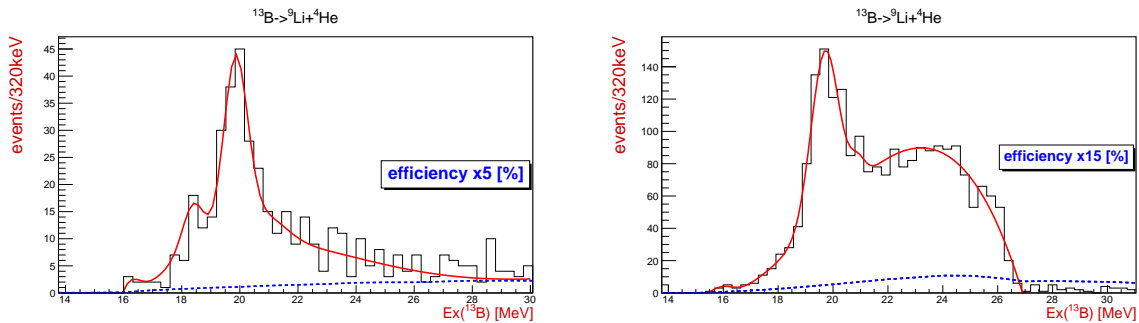 ¹³B->⁹Li+⁴He
events/320keV
45
40
35
30
25
20
15
10
5
0
efficiency x5 [%]
14 16 18 20 22 24 26 28 30
Ex(¹³B) [MeV]
¹³B->⁹Li+⁴He
events/320keV
140
120
100
80
60
40
20
0
efficiency x15 [%]
14 16 18 20 22 24 26 28 30
Ex(¹³B) [MeV]